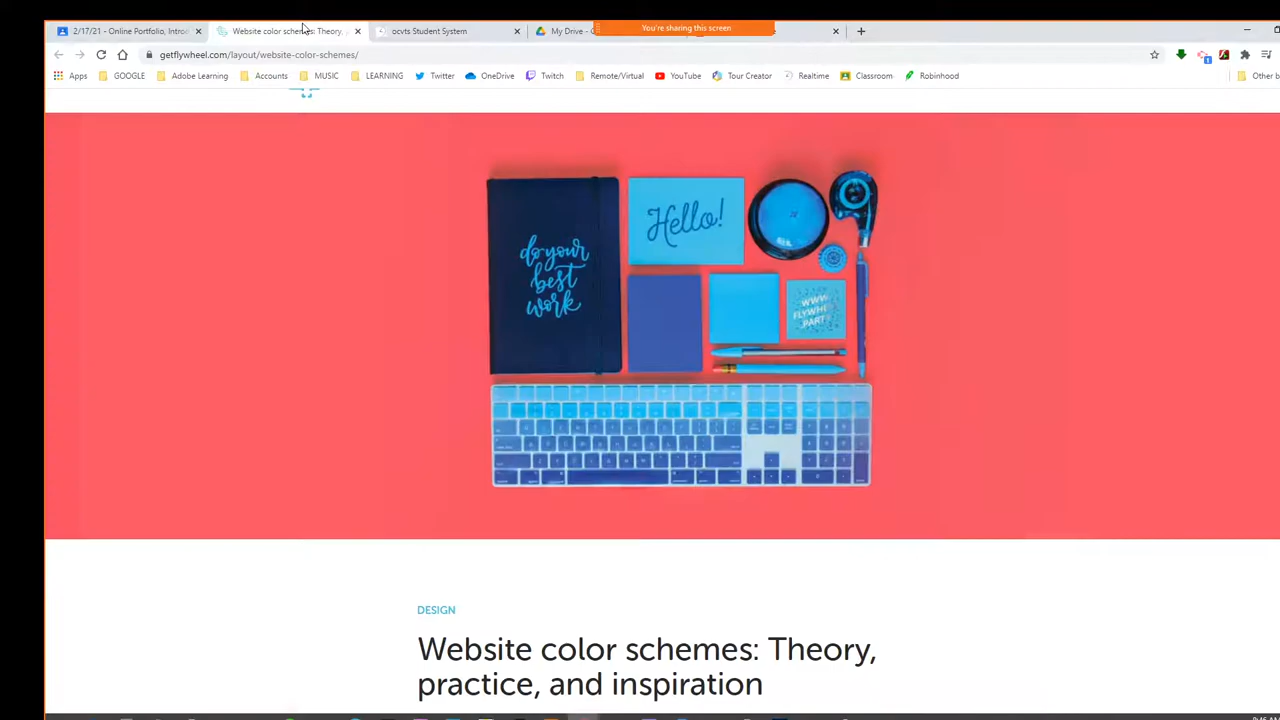 2/17/21 - Online Portfolio, Intro
Website color schemes: Theory,
ocvts Student System
My Drive -
You're sharing this screen
getflywheel.com/layout/website-color-schemes/
Apps
GOOGLE
Adobe Learning
Accounts
MUSIC
LEARNING
Twitter
OneDrive
Twitch
Remote/Virtual
YouTube
Tour Creator
Realtime
Classroom
Robinhood
Other b
do your
best
work
Hello!
WWW
FLYWHE
PART
DESIGN
Website color schemes: Theory,
practice, and inspiration